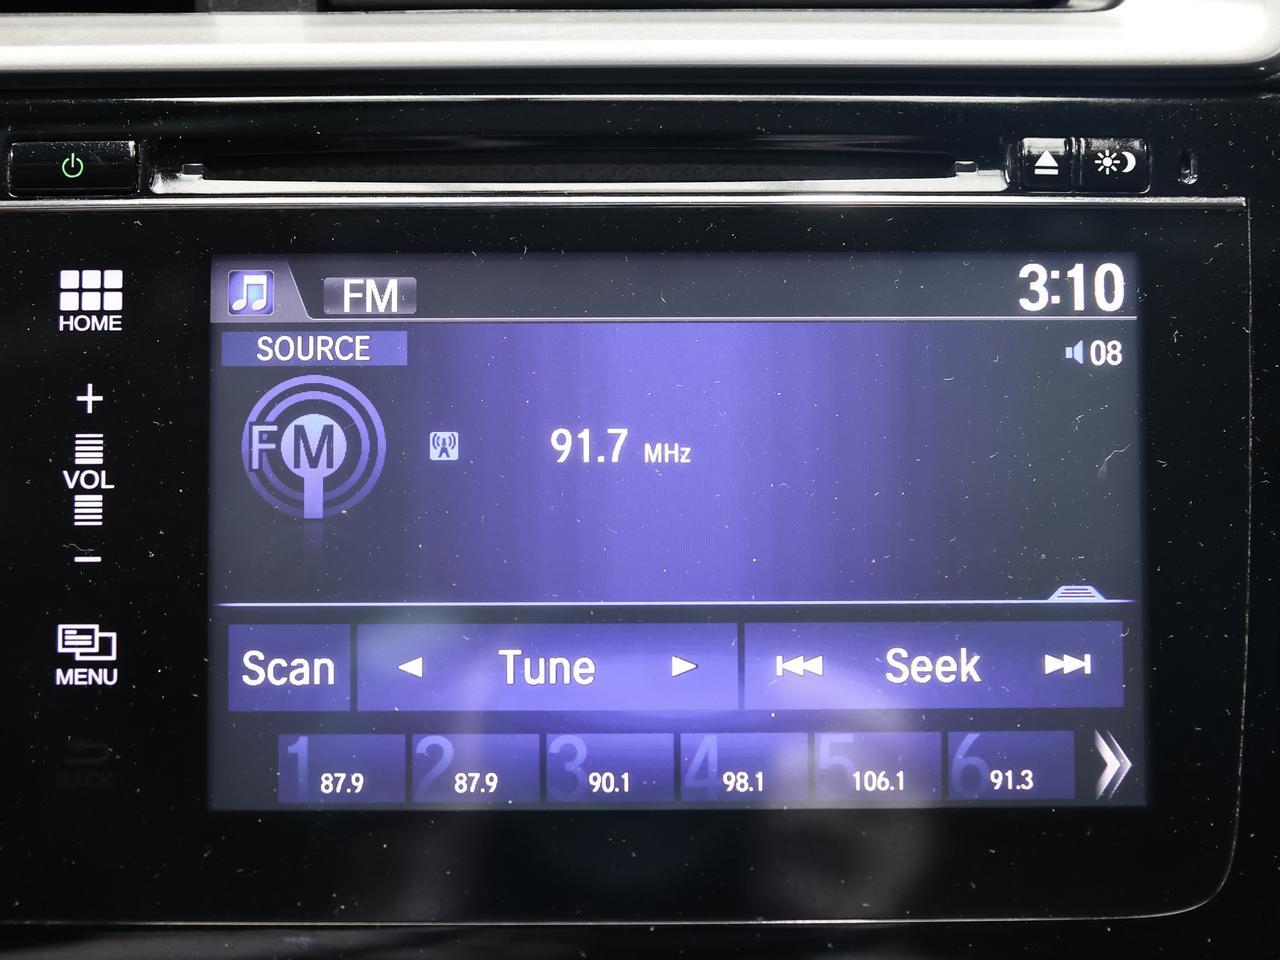 HOME
VOL
MENU
BACK
FM
3:10
SOURCE
08
FM
91.7 MHz
Scan
Tune
Seek
1 87.9
2 87.9
3 90.1
4 98.1
5 106.1
6 91.3